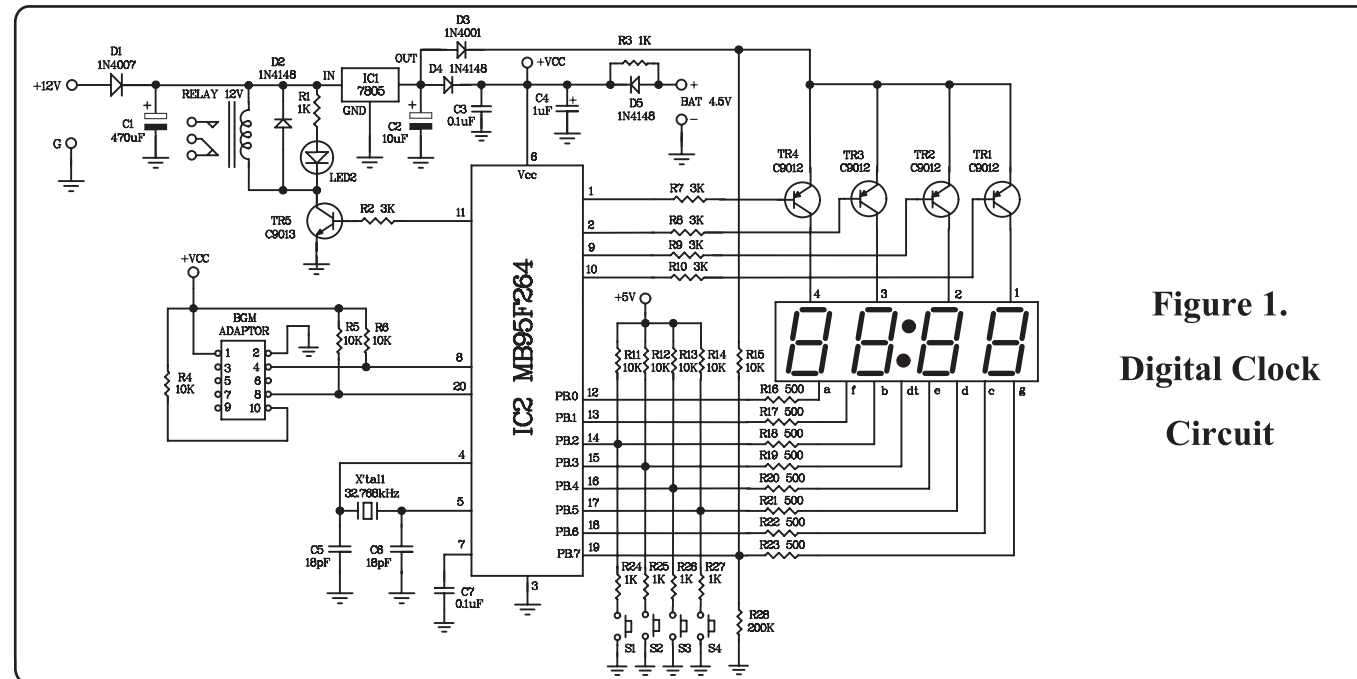 D3
1N4001
D1
1N4007
D2
1N4148
IN
IC1
7805
GND
OUT
D4 1N4148
+VCC
R3 1K
+
BAT 4.5V
-
D5
1N4148
+12V
RELAY 12V
R1
1K
+
C1
470uF
+
C2
10uF
C3
0.1uF
C4
1uF
+
G
LED2
TR5
C9013
R2 3K
11
6
Vcc
TR4
C9012
TR3
C9012
TR2
C9012
TR1
C9012
1
R7 3K
2
R8 3K
9
R9 3K
10
R10 3K
+VCC
BGM
ADAPTOR
1 2
3 4
5 6
7 8
9 10
R4
10K
R5
10K
R6
10K
8
20
IC2 MB95F264
+5V
4 3 2 1
88:88
a f b dt e d c g
R11
10K
R12
10K
R13
10K
R14
10K
R15
10K
PB.0 12 R16 500
PB.1 13 R17 500
PB.2 14 R18 500
PB.3 15 R19 500
PB.4 16 R20 500
PB.5 17 R21 500
PB.6 18 R22 500
PB.7 19 R23 500
4
X'tal1
32.768kHz
5
C5
18pF
C6
18pF
7
C7
0.1uF
3
R24
1K
R25
1K
R26
1K
R27
1K
R28
200K
S1
S2
S3
S4
Figure 1.
Digital Clock
Circuit